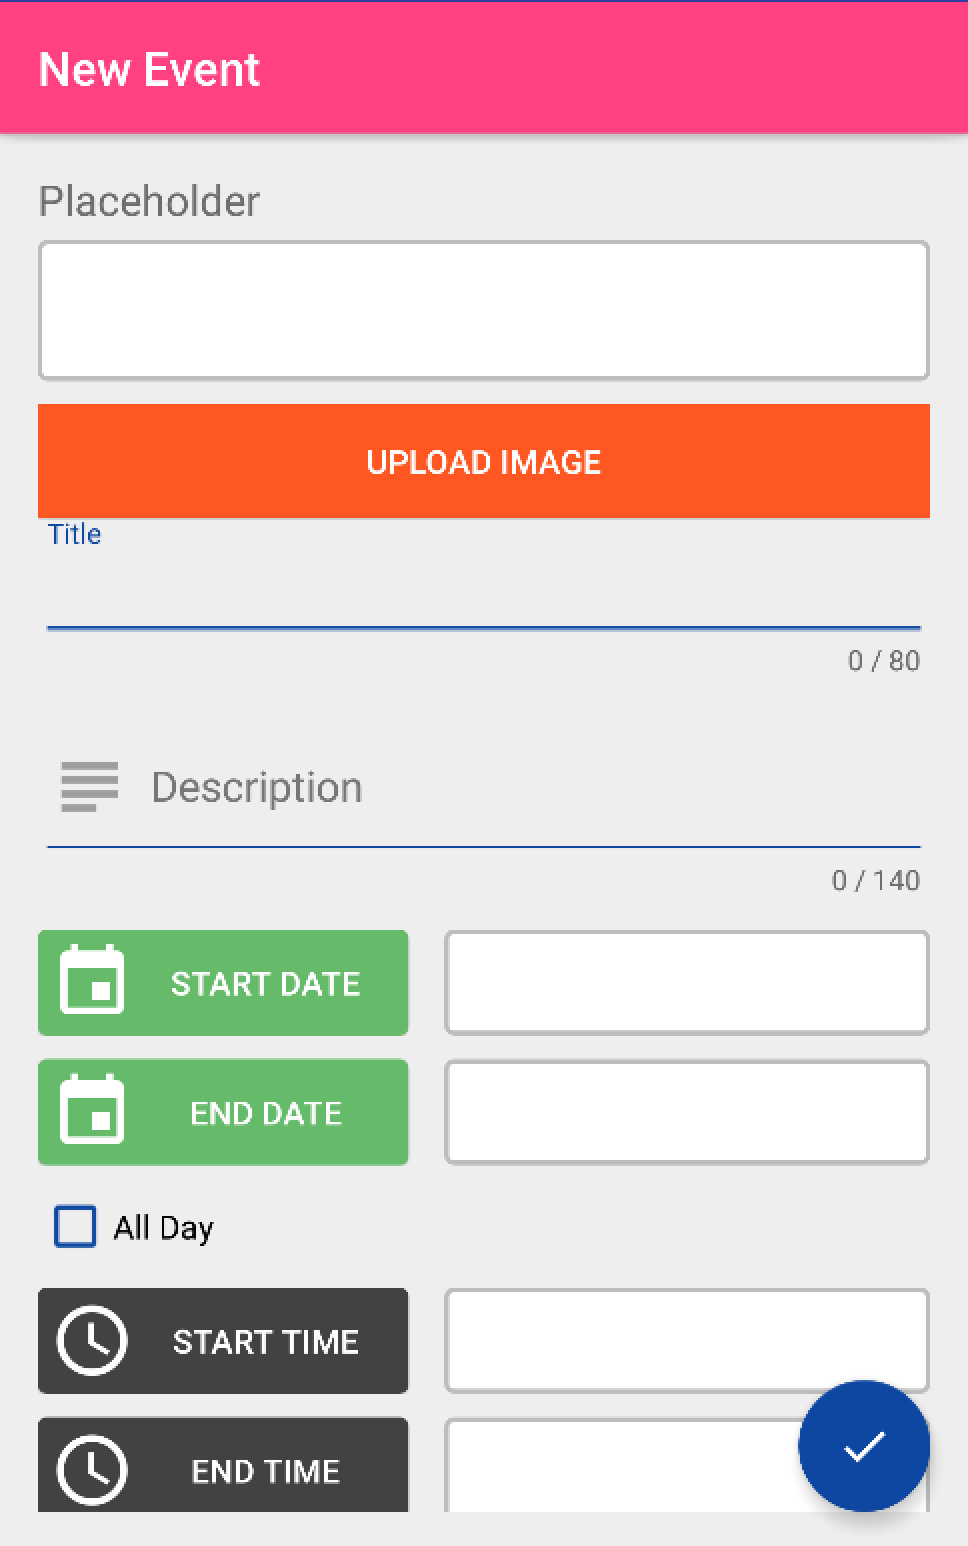 New Event
Placeholder
UPLOAD IMAGE
Title
0 / 80
Description
0 / 140
START DATE
END DATE
All Day
START TIME
END TIME